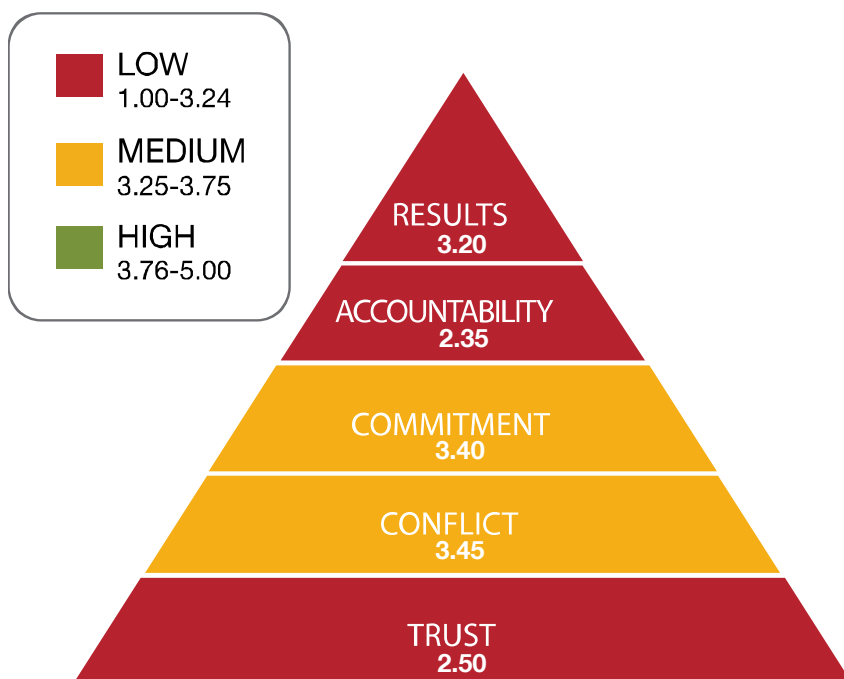 LOW
1.00-3.24
MEDIUM
3.25-3.75
HIGH
3.76-5.00
RESULTS
3.20
ACCOUNTABILITY
2.35
COMMITMENT
3.40
CONFLICT
3.45
TRUST
2.50